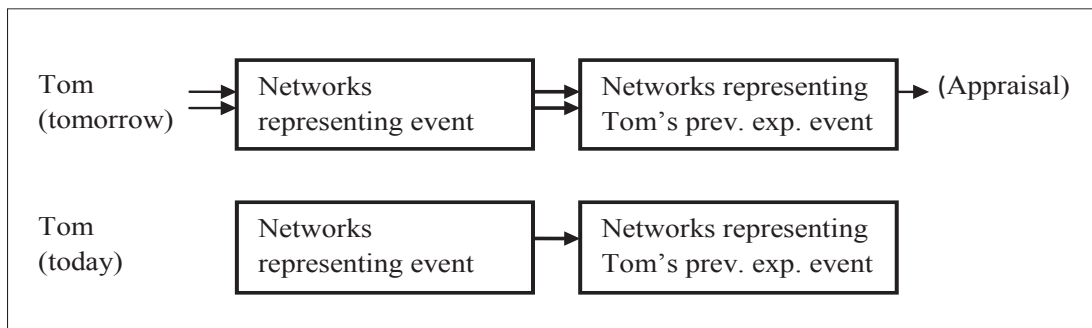 Tom
(tomorrow)
Networks
representing event
Networks representing
Tom’s prev. exp. event
(Appraisal)
Tom
(today)
Networks
representing event
Networks representing
Tom’s prev. exp. event